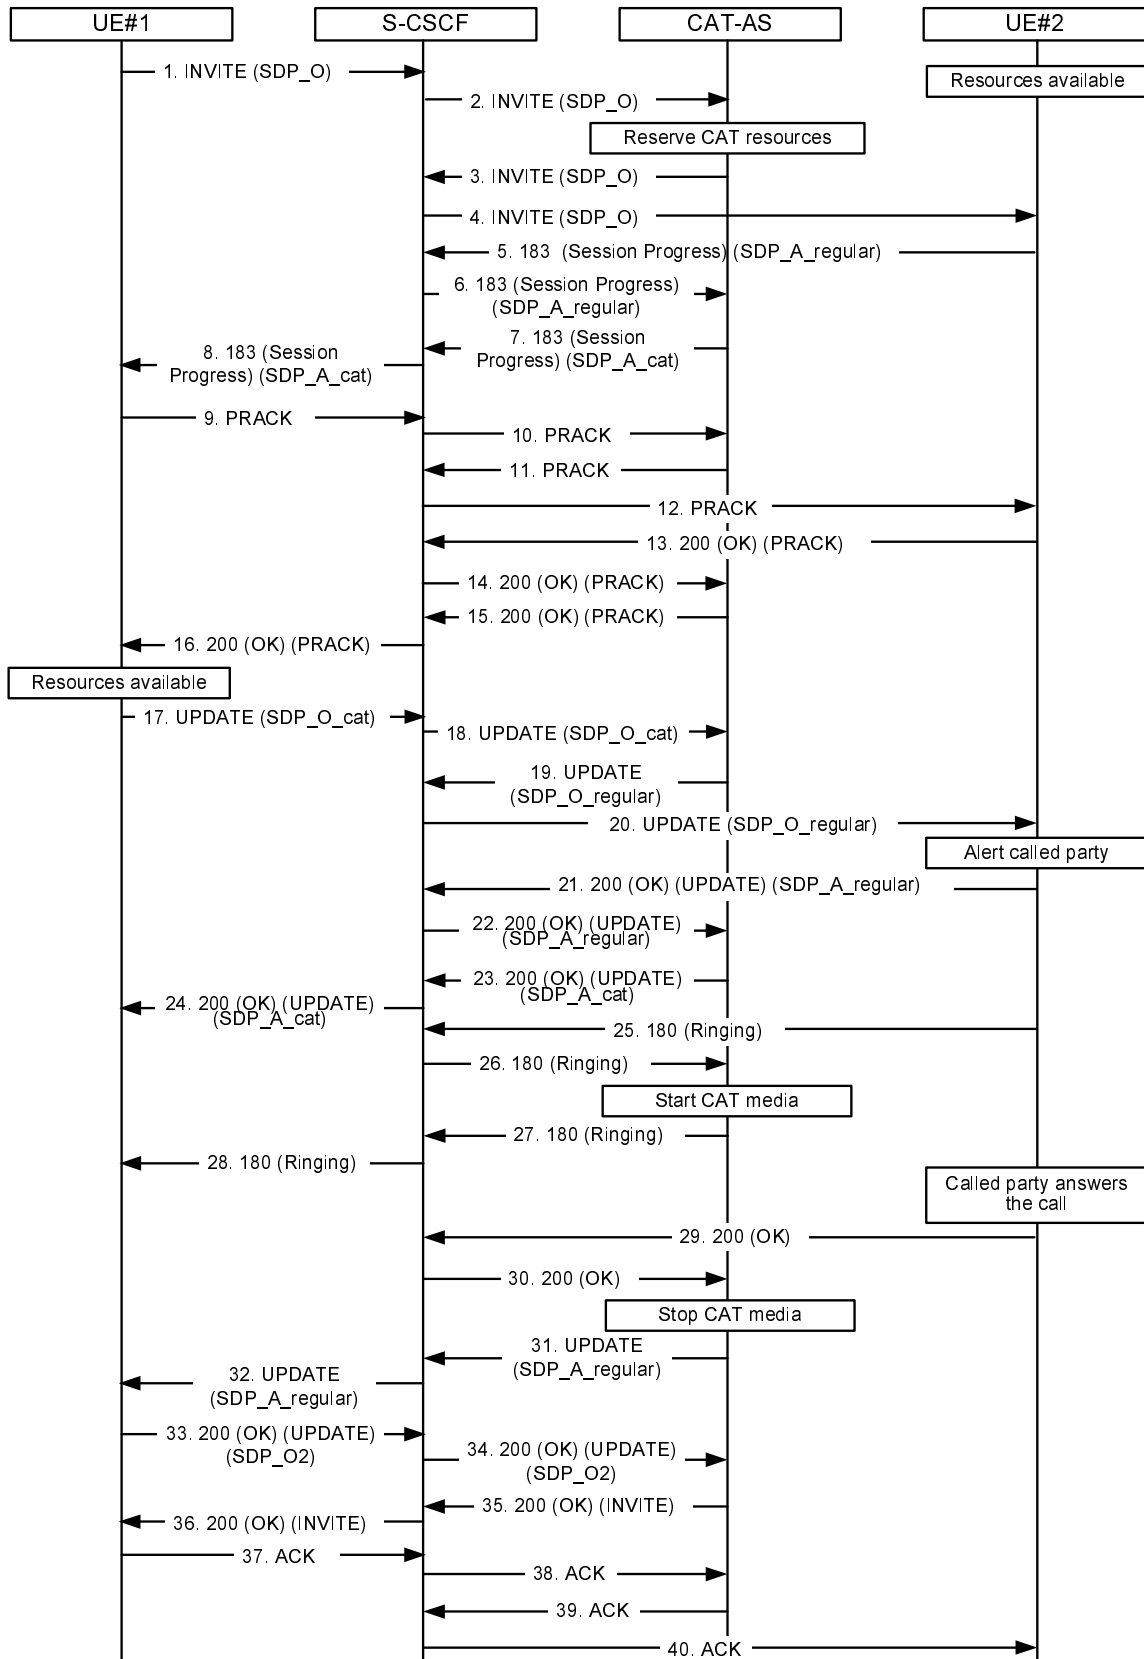 UE#1
S-CSCF
CAT-AS
UE#2
1. INVITE (SDP_O)
Resources available
2. INVITE (SDP_O)
Reserve CAT resources
3. INVITE (SDP_O)
4. INVITE (SDP_O)
5. 183 (Session Progress) (SDP_A_regular)
6. 183 (Session Progress)
(SDP_A_regular)
7. 183 (Session
Progress) (SDP_A_cat)
8. 183 (Session
Progress) (SDP_A_cat)
9. PRACK
10. PRACK
11. PRACK
12. PRACK
13. 200 (OK) (PRACK)
14. 200 (OK) (PRACK)
15. 200 (OK) (PRACK)
16. 200 (OK) (PRACK)
Resources available
17. UPDATE (SDP_O_cat)
18. UPDATE (SDP_O_cat)
19. UPDATE
(SDP_O_regular)
20. UPDATE (SDP_O_regular)
Alert called party
21. 200 (OK) (UPDATE) (SDP_A_regular)
22. 200 (OK) (UPDATE)
(SDP_A_regular)
23. 200 (OK) (UPDATE)
(SDP_A_cat)
24. 200 (OK) (UPDATE)
(SDP_A_cat)
25. 180 (Ringing)
26. 180 (Ringing)
Start CAT media
27. 180 (Ringing)
28. 180 (Ringing)
Called party answers
the call
29. 200 (OK)
30. 200 (OK)
Stop CAT media
31. UPDATE
(SDP_A_regular)
32. UPDATE
(SDP_A_regular)
33. 200 (OK) (UPDATE)
(SDP_O2)
34. 200 (OK) (UPDATE)
(SDP_O2)
35. 200 (OK) (INVITE)
36. 200 (OK) (INVITE)
37. ACK
38. ACK
39. ACK
40. ACK